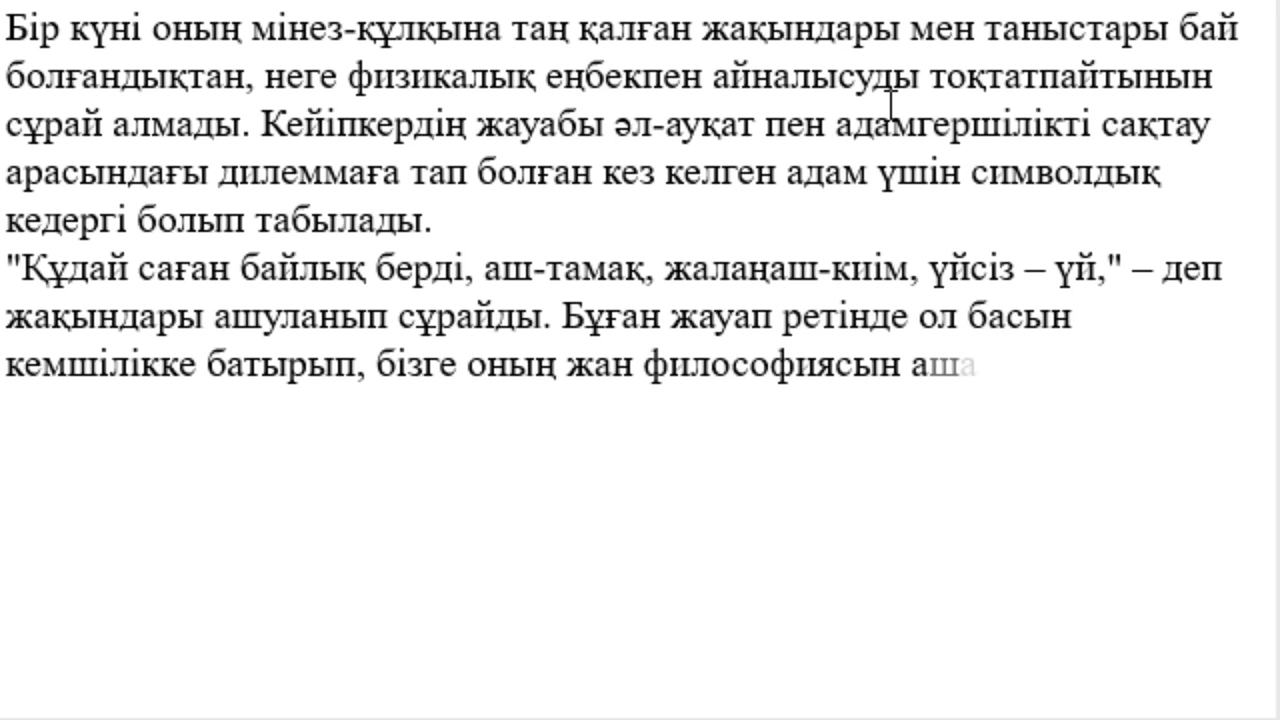 Бір күні оның мінез-құлқына таң қалған жақындары мен таныстары бай
болғандықтан, неге физикалық еңбекпен айналысуды тоқтатпайтынын
сұрай алмады. Кейіпкердің жауабы әл-ауқат пен адамгершілікті сақтау
арасындағы дилеммаға тап болған кез келген адам үшін символдық
кедергі болып табылады.
"Құдай саған байлық берді, аш-тамақ, жалаңаш-киім, үйсіз – үй," – деп
жақындары ашуланып сұрайды. Бұған жауап ретінде ол басын
кемшілікке батырып, бізге оның жан философиясын аша